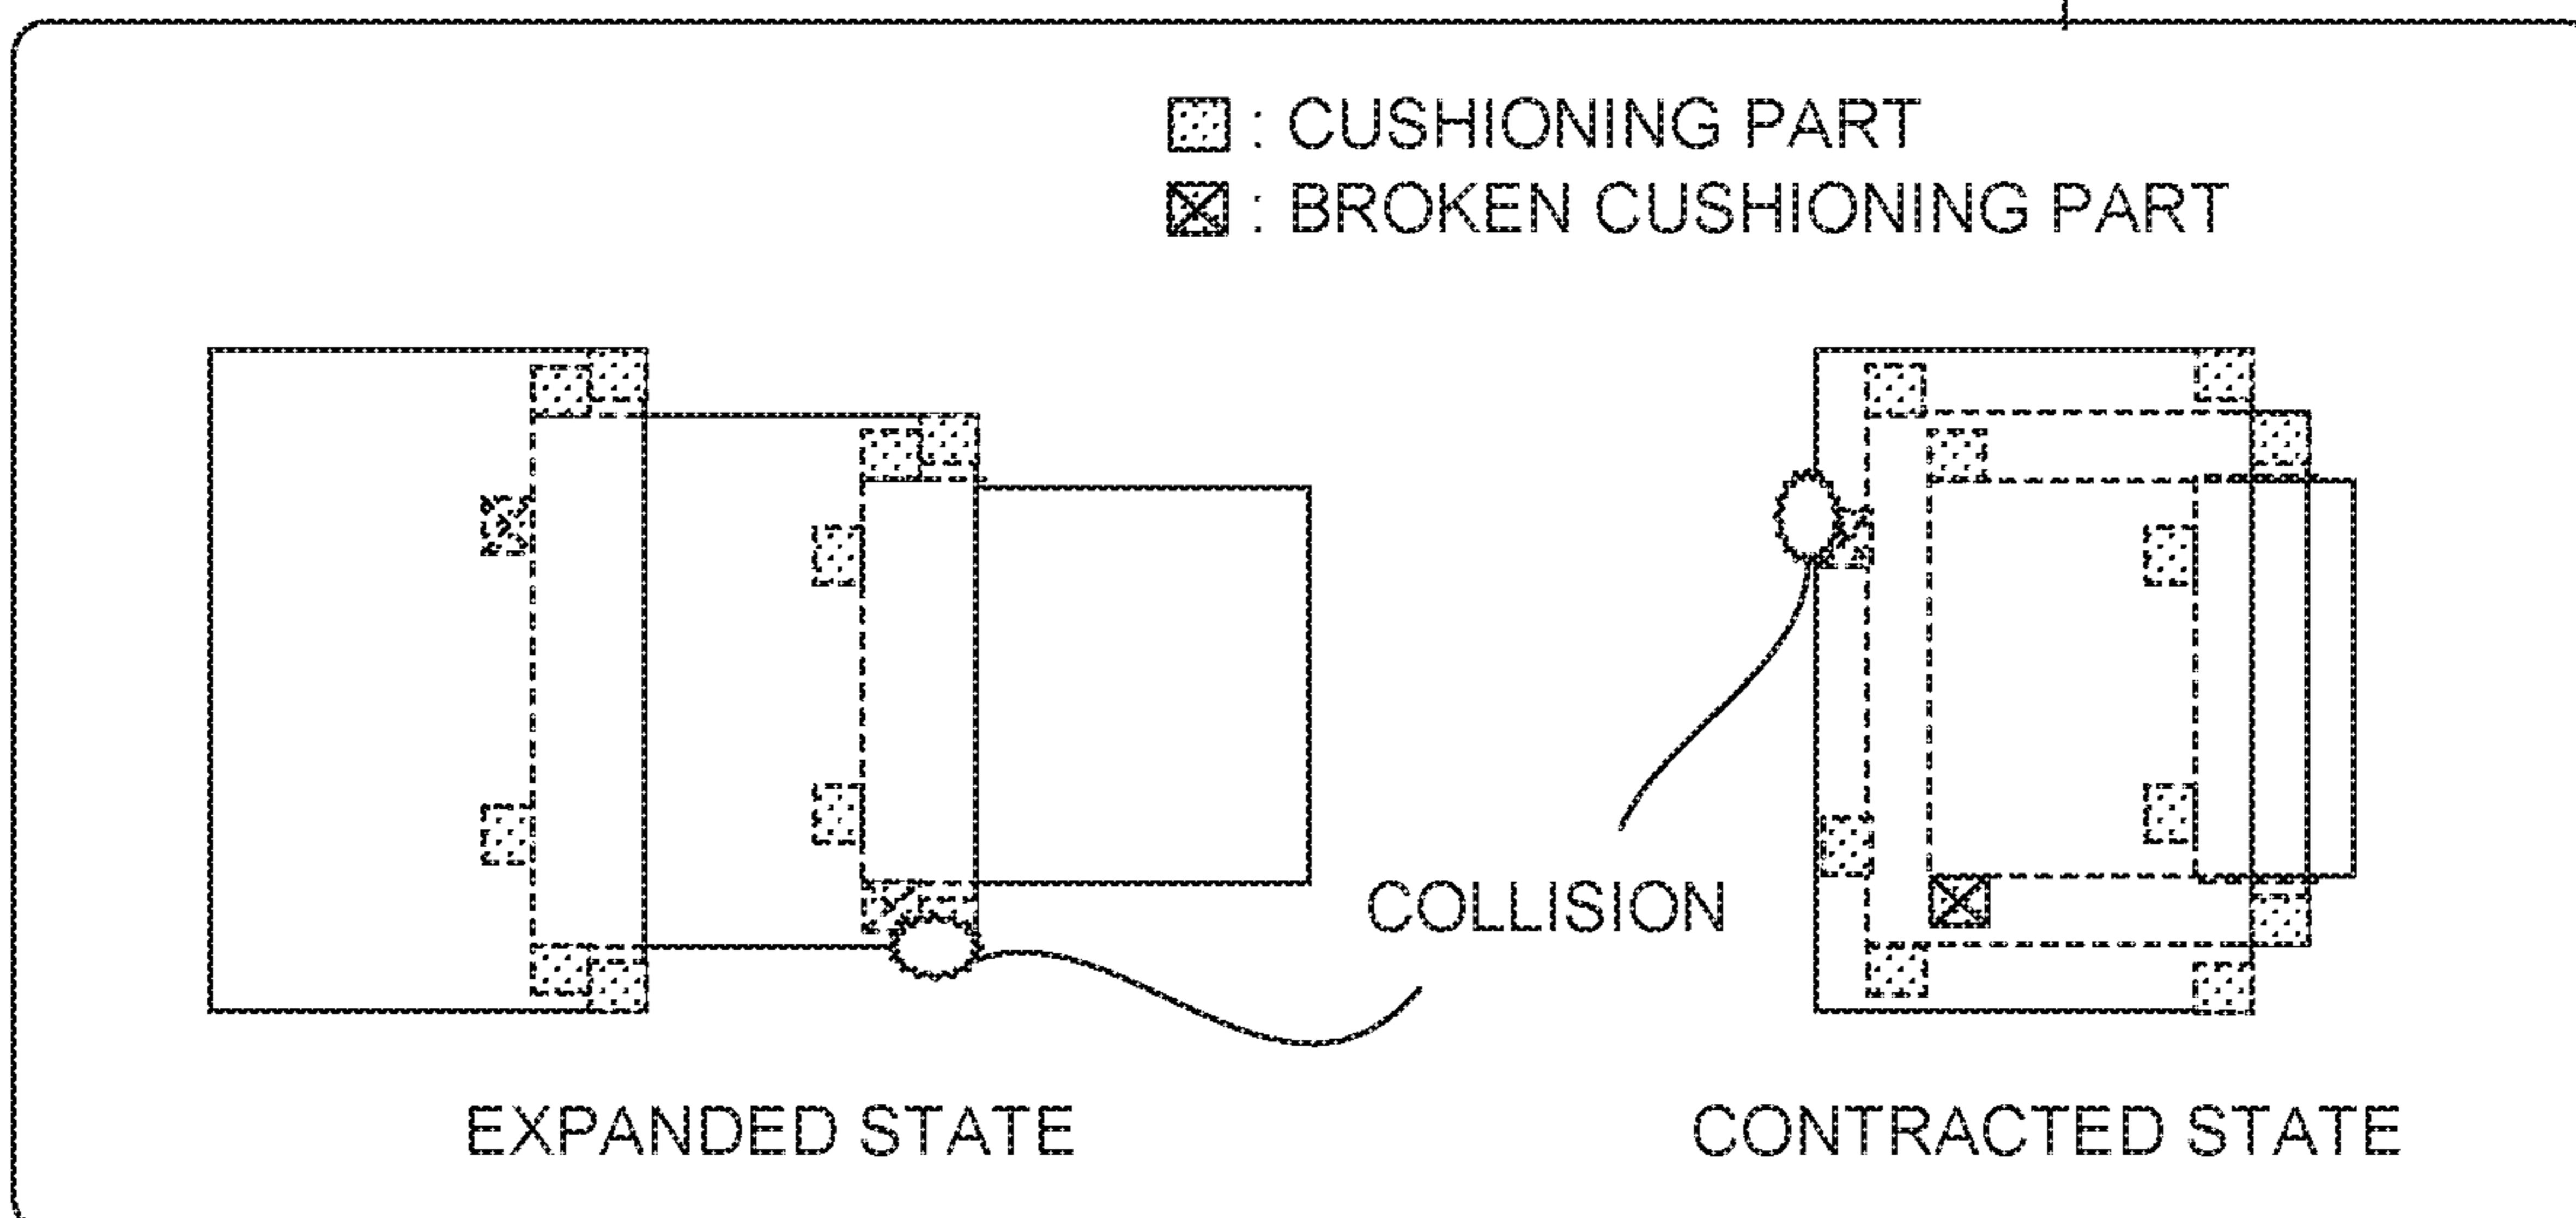 : CUSHIONING PART
: BROKEN CUSHIONING PART
COLLISION
EXPANDED STATE
CONTRACTED STATE